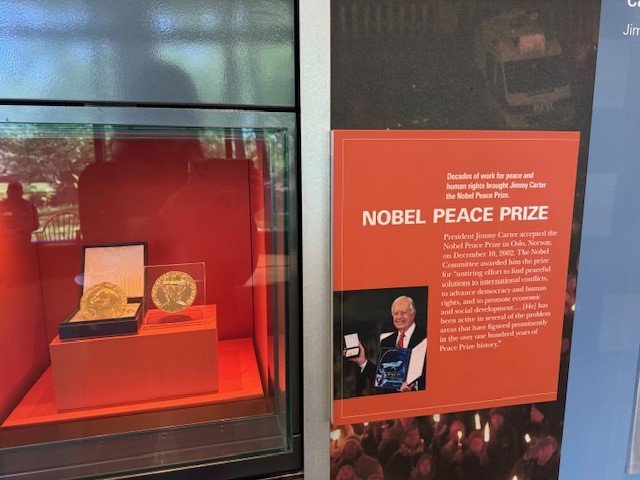 Decades of work for peace and
human rights brought Jimmy Carter
the Nobel Peace Prize.
NOBEL PEACE PRIZE
President Jimmy Carter accepted the
Nobel Peace Prize in Oslo, Norway,
on December 10, 2002. The Nobel
Committee awarded him the prize
for "untiring effort to find peaceful
solutions to international conflicts,
to advance democracy and human
rights, and to promote economic
and social development.... [He] has
been active in several of the problem
areas that have figured prominently
in the over one hundred years of
Peace Prize history."
Jim